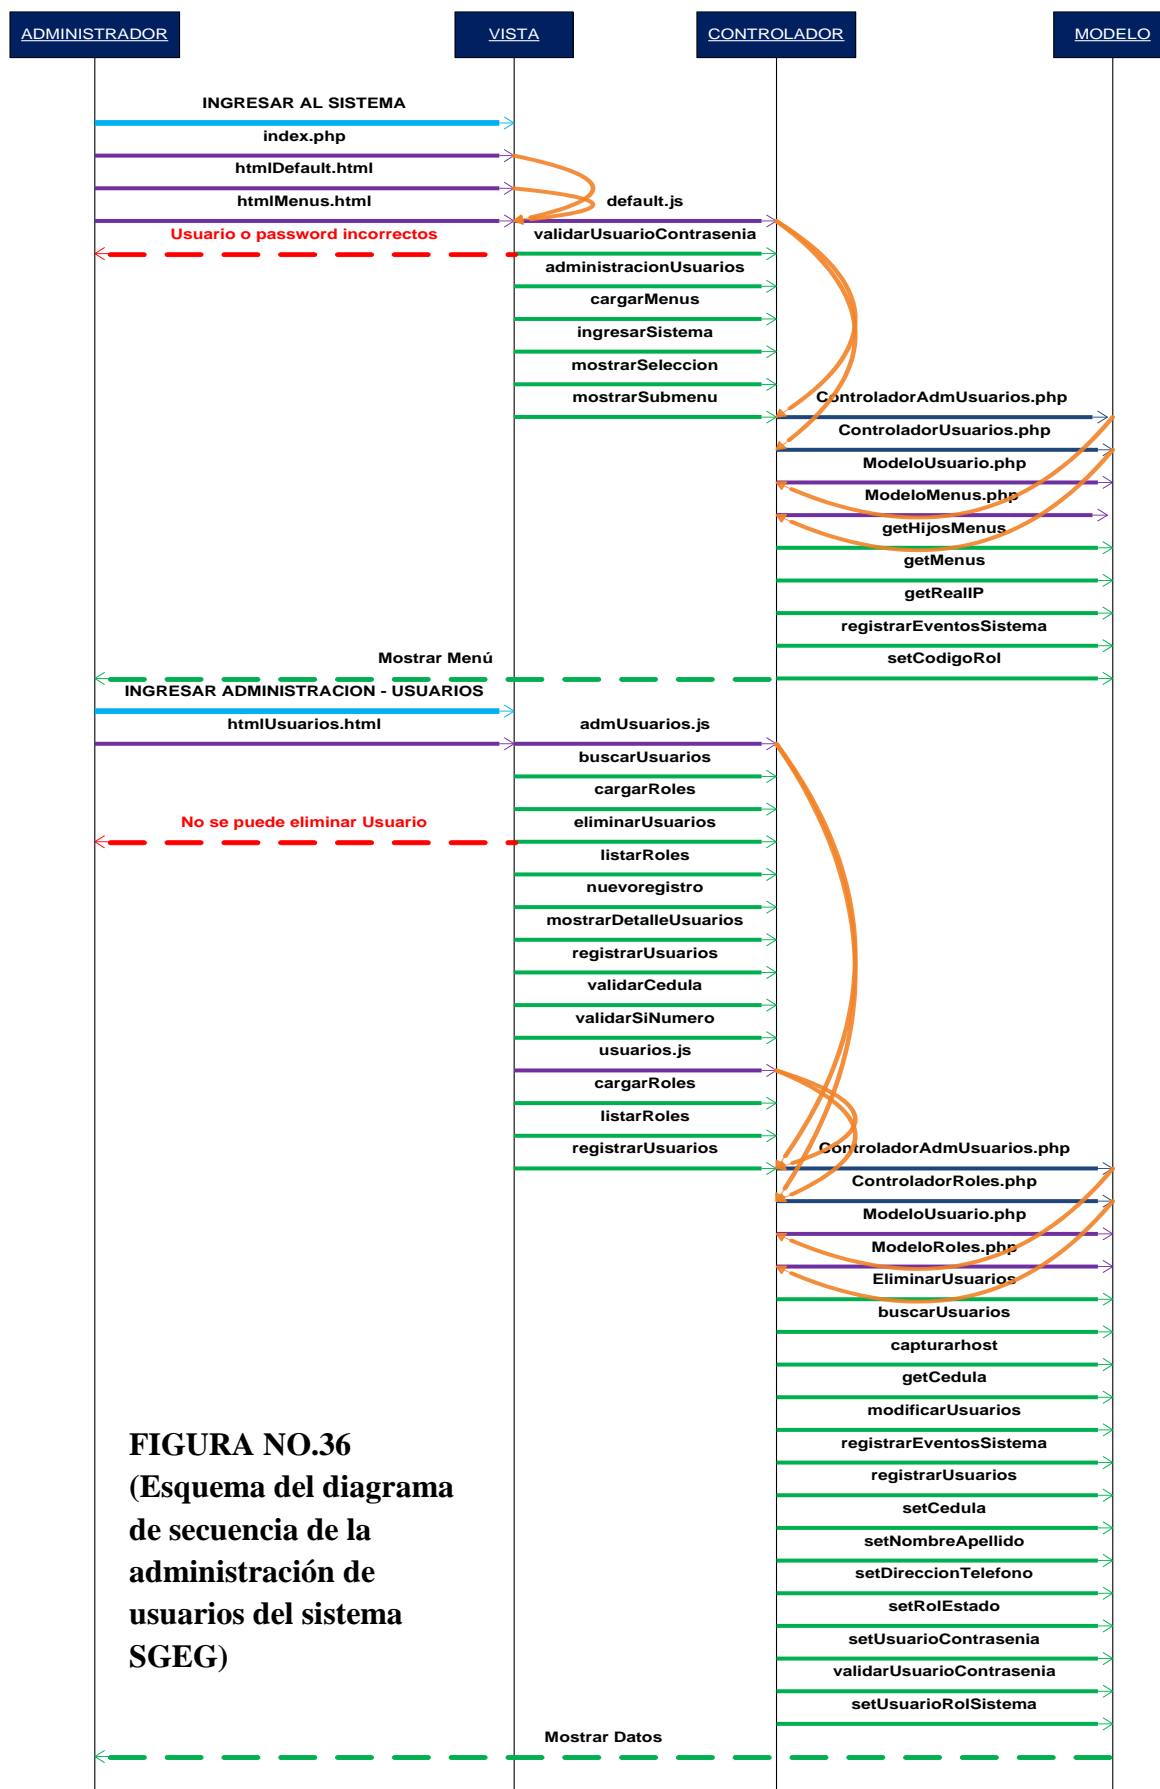 ADMINISTRADOR
VISTA
CONTROLADOR
MODELO
INGRESAR AL SISTEMA
index.php
htmlDefault.html
htmlMenus.html
default.js
Usuario o password incorrectos
validarUsuarioContrasenia
administracionUsuarios
cargarMenus
ingresarSistema
mostrarSeleccion
mostrarSubmenu
ControladorAdmUsuarios.php
ControladorUsuarios.php
ModeloUsuario.php
ModeloMenus.php
getHijosMenus
getMenus
getRealIP
registrarEventosSistema
Mostrar Menú
setCodigoRol
INGRESAR ADMINISTRACION - USUARIOS
htmlUsuarios.html
admUsuarios.js
buscarUsuarios
cargarRoles
No se puede eliminar Usuario
eliminarUsuarios
listarRoles
nuevoregistro
mostrarDetalleUsuarios
registrarUsuarios
validarCedula
validarSiNumero
usuarios.js
cargarRoles
listarRoles
registrarUsuarios
ControladorAdmUsuarios.php
ControladorRoles.php
ModeloUsuario.php
ModeloRoles.php
EliminarUsuarios
buscarUsuarios
capturarhost
getCedula
modificarUsuarios
registrarEventosSistema
registrarUsuarios
setCedula
setNombreApellido
setDireccionTelefono
setRolEstado
setUsuarioContrasenia
validarUsuarioContrasenia
setUsuarioRolSistema
Mostrar Datos
FIGURA NO.36
(Esquema del diagrama
de secuencia de la
administración de
usuarios del sistema
SGEG)